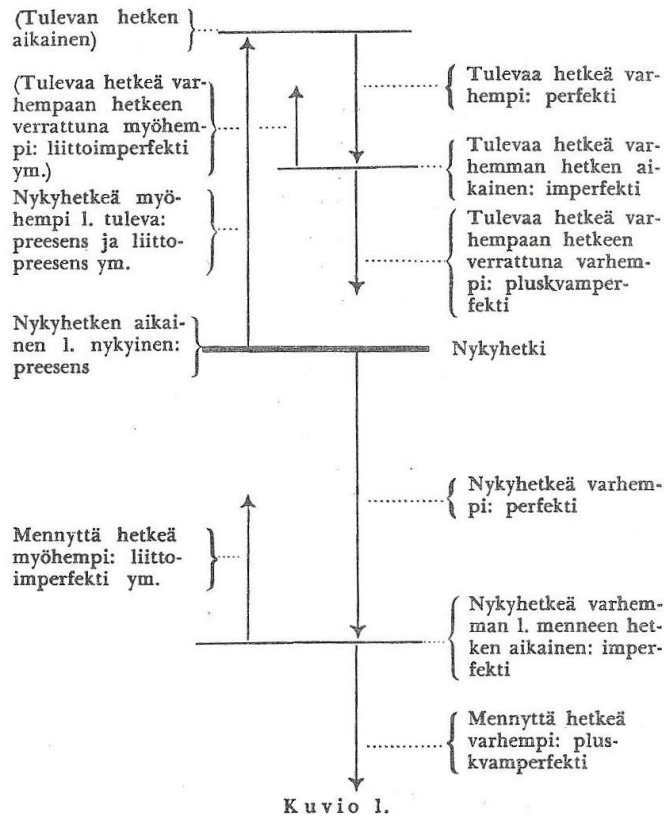 (Tulevan hetken
aikainen)
(Tulevaa hetkeä var-
hempaan hetkeen
verrattuna myöhem-
pi: liittoimperfekti
ym.)
Nykyhetkeä myö-
hempi l. tuleva:
preesens ja liitto-
preesens ym.
Nykyhetken aikai-
nen l. nykyinen:
preesens
Mennyttä hetkeä
myöhempi: liitto-
imperfekti ym.
Tulevaa hetkeä var-
hempi: perfekti
Tulevaa hetkeä var-
hemman hetken ai-
kainen: imperfekti
Tulevaa hetkeä var-
hempaan hetkeen
verrattuna varhem-
pi: pluskvamper-
fekti
Nykyhetki
Nykyhetkeä varhem-
pi: perfekti
Nykyhetkeä varhem-
man l. menneen het-
ken aikainen: imper-
fekti
Mennyttä hetkeä
varhempi: plus-
kvamperfekti
Kuvio 1.